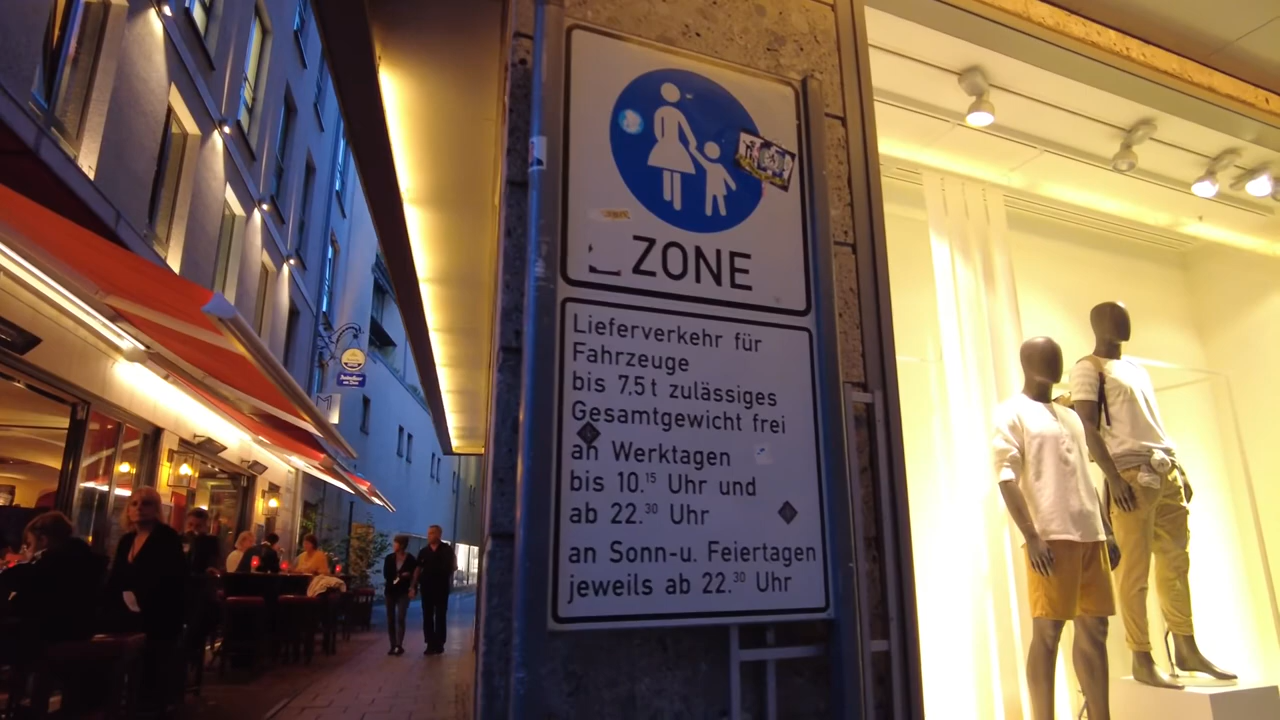 ZONE
Lieferverkehr für
Fahrzeuge
bis 7,5 t zulässiges
Gesamtgewicht frei
an Werktagen
bis 10.15 Uhr und
ab 22.30 Uhr
an Sonn-u. Feiertagen
jeweils ab 22.30 Uhr